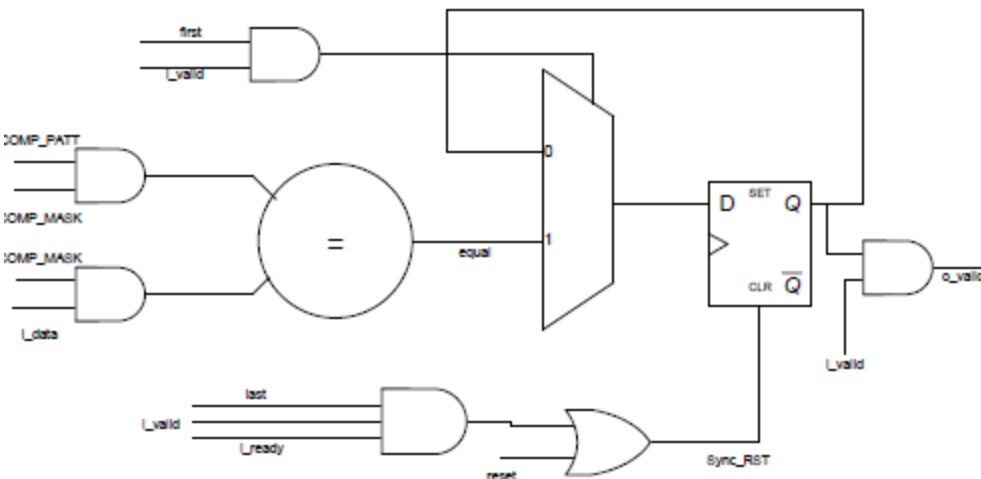 first
I_valid
COMP_PATT
COMP_MASK
COMP_MASK
I_data
=
equal
0
1
D SET Q
CLR Q
o_valid
I_valid
last
I_valid
I_ready
reset
Sync_RST